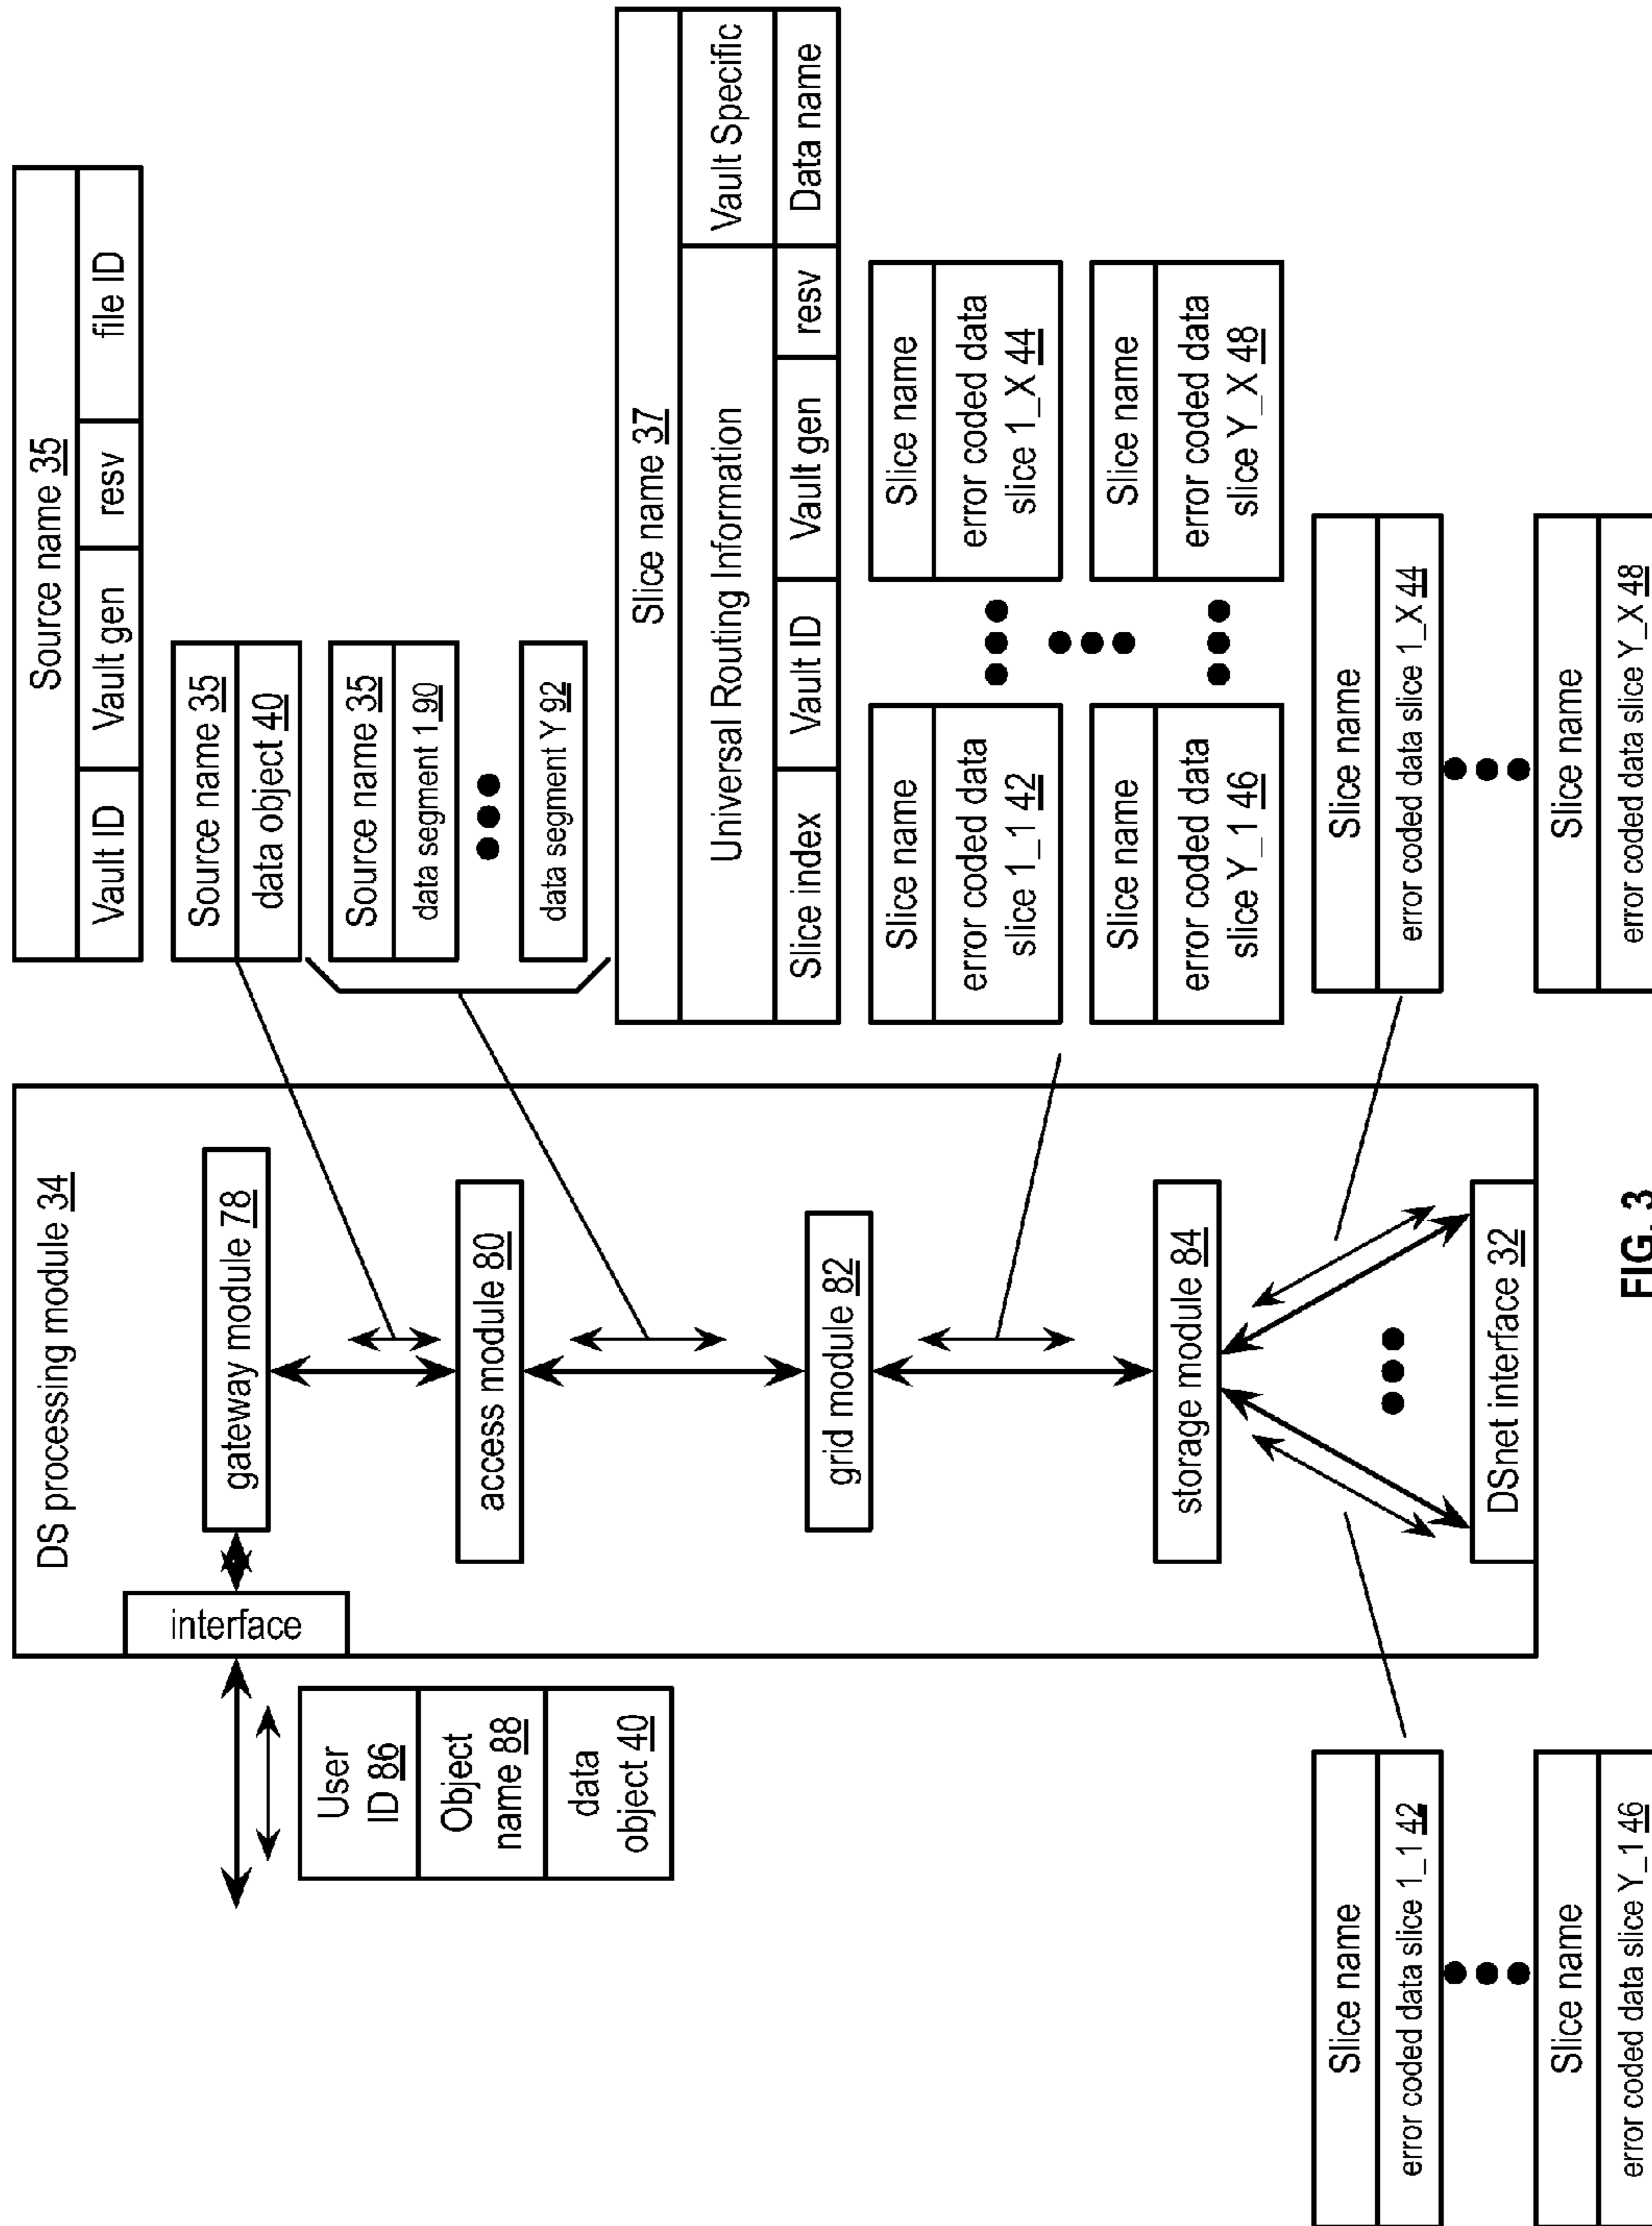 DS processing module 34
interface
gateway module 78
access module 80
grid module 82
storage module 84
DSnet interface 32
User
ID 86
Object
name 88
data
object 40
Source name 35
Vault ID
Vault gen
resv
file ID
Source name 35
data object 40
Source name 35
data segment 1 90
data segment Y 92
Slice name 37
Universal Routing Information
Vault Specific
Slice index
Vault ID
Vault gen
resv
Data name
Slice name
error coded data
slice 1_1 42
Slice name
error coded data
slice 1_X 44
Slice name
error coded data
slice Y_1 46
Slice name
error coded data
slice Y_X 48
Slice name
error coded data slice 1_1 42
Slice name
error coded data slice Y_1 46
Slice name
error coded data slice 1_X 44
Slice name
error coded data slice Y_X 48
FIG. 3